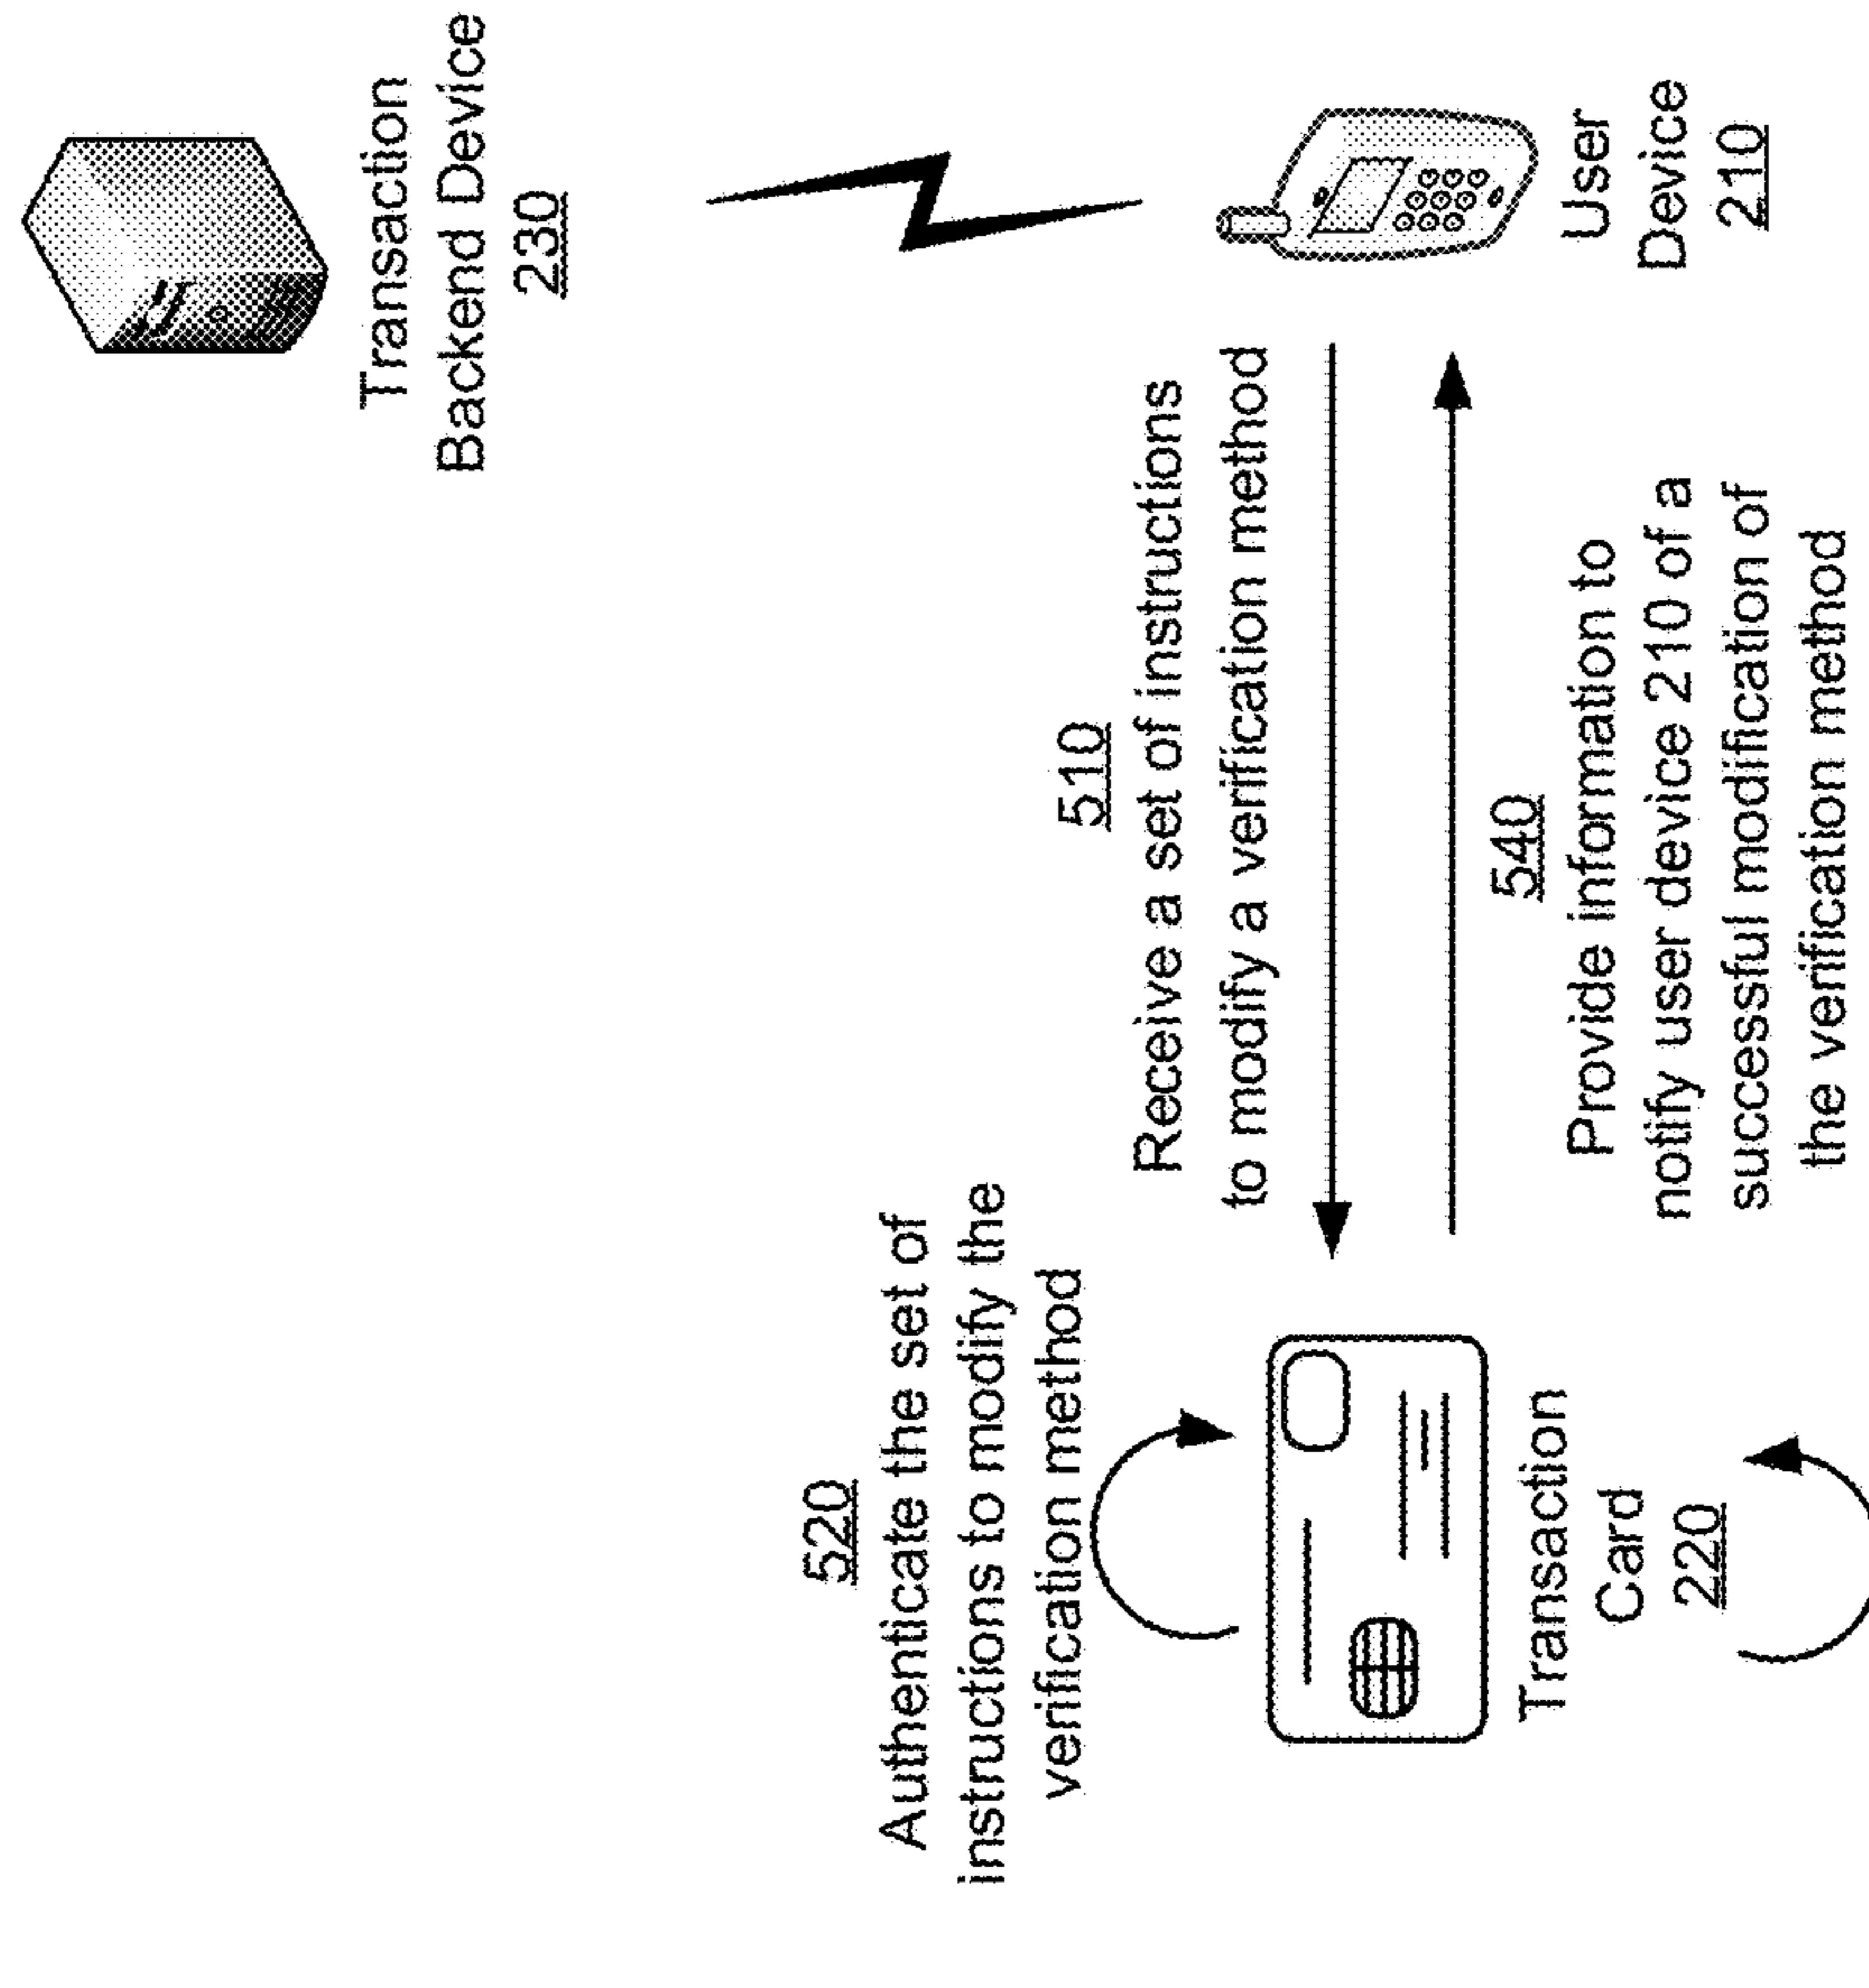 Transaction
Backend Device
230
520
Authenticate the set of
instructions to modify the
verification method
510
Receive a set of instructions
to modify a verification method
Transaction
Card
220
540
Provide information to
notify user device 210 of a
successful modification of
the verification method
User
Device
210